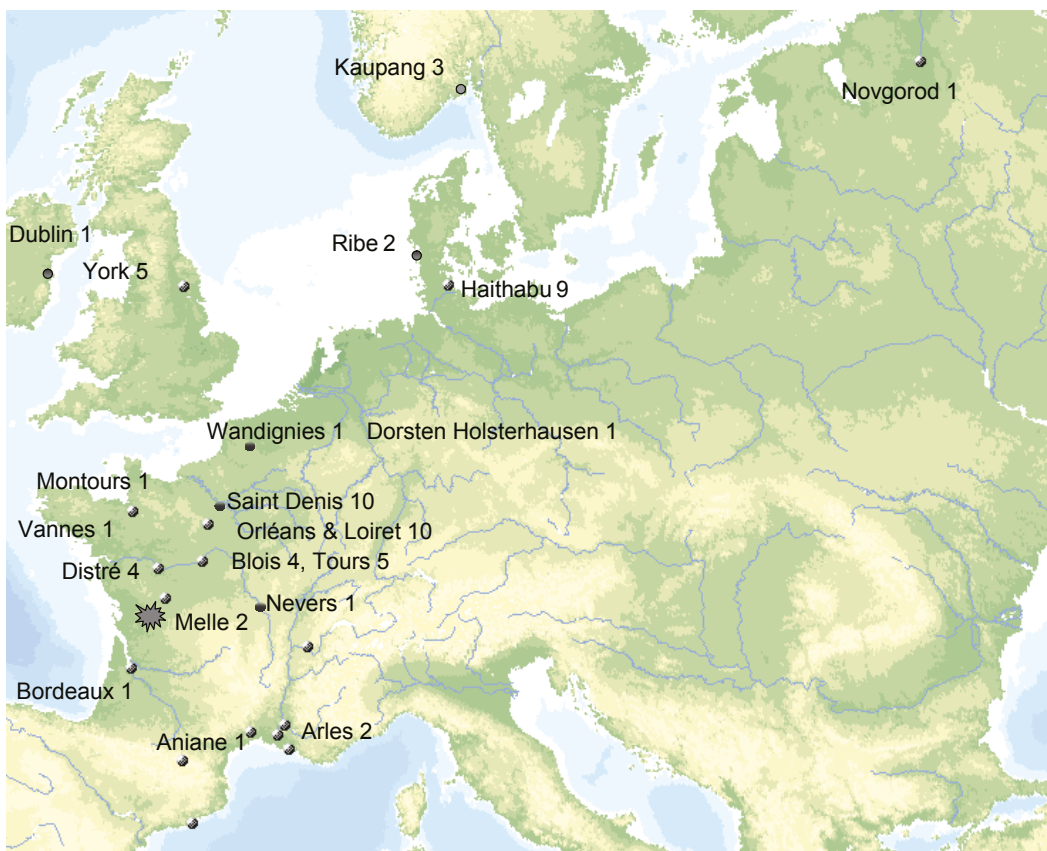 Kaupang 3
Novgorod 1
Dublin 1
Ribe 2
York 5
Haithabu 9
Wandignies 1
Dorsten Holsterhausen 1
Montours 1
Saint Denis 10
Vannes 1
Orléans & Loiret 10
Blois 4, Tours 5
Distré 4
Nevers 1
Melle 2
Bordeaux 1
Arles 2
Aniane 1